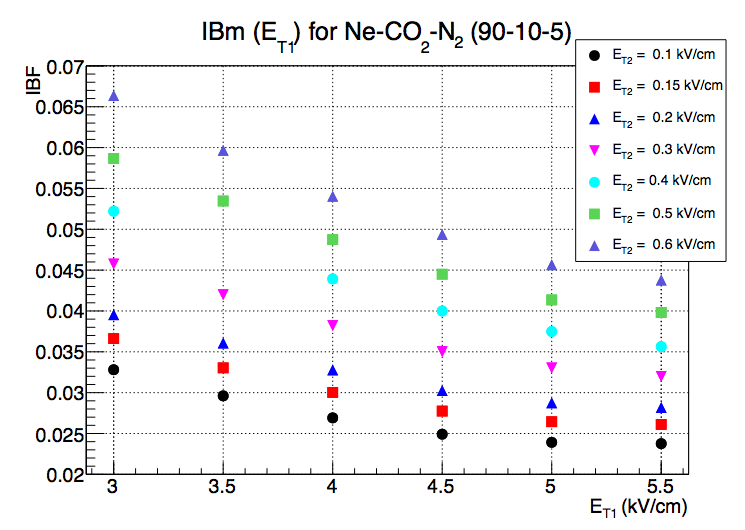 IBm (E_T1) for Ne-CO_2-N_2 (90-10-5)
IBF
0.07
0.065
0.06
0.055
0.05
0.045
0.04
0.035
0.03
0.025
0.02
3 3.5 4 4.5 5 5.5
E_T1 (kV/cm)
E_T2 = 0.1 kV/cm
E_T2 = 0.15 kV/cm
E_T2 = 0.2 kV/cm
E_T2 = 0.3 kV/cm
E_T2 = 0.4 kV/cm
E_T2 = 0.5 kV/cm
E_T2 = 0.6 kV/cm